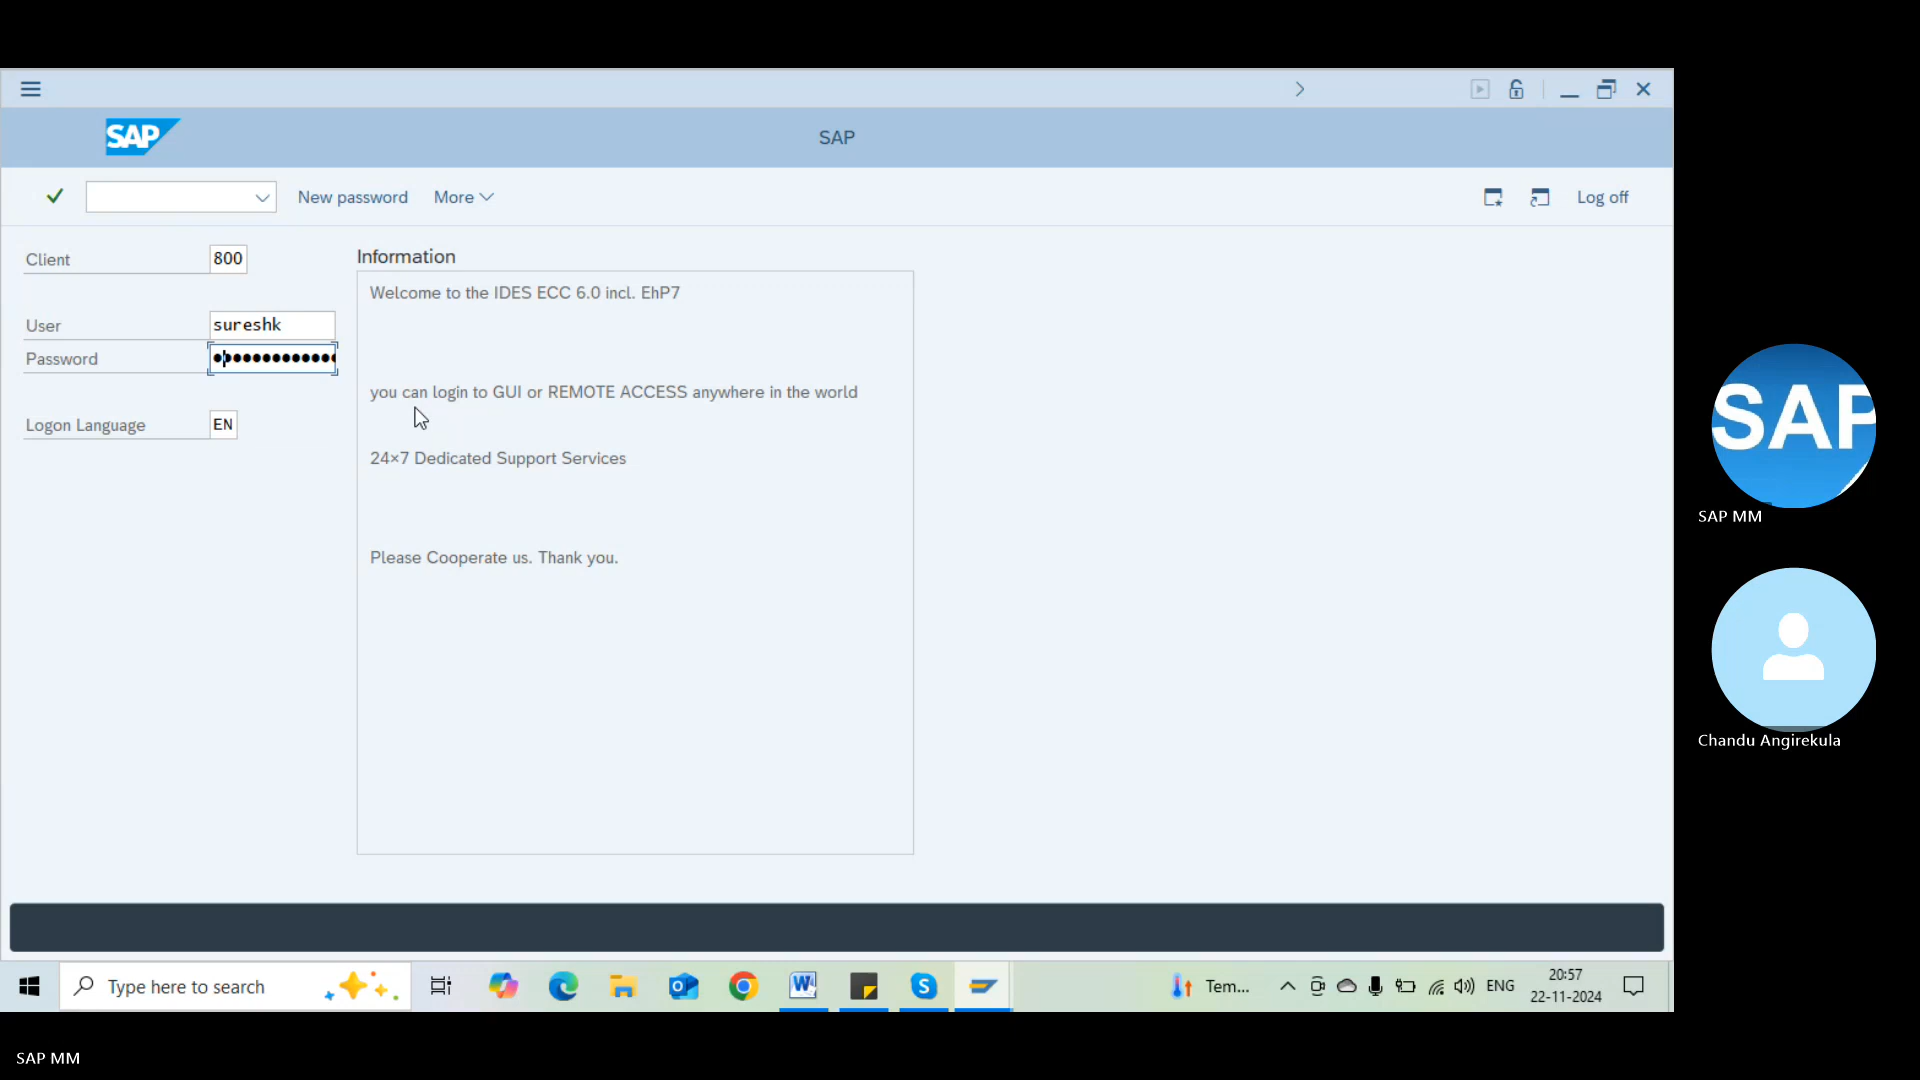 SAP
SAP
New password
More
Log off
Client
800
Information
Welcome to the IDES ECC 6.0 incl. EhP7
User
sureshk
Password
you can login to GUI or REMOTE ACCESS anywhere in the world
Logon Language
EN
24×7 Dedicated Support Services
Please Cooperate us. Thank you.
SAP
SAP MM
Chandu Angirekula
Type here to search
Tem...
ENG
20:57
22-11-2024
SAP MM